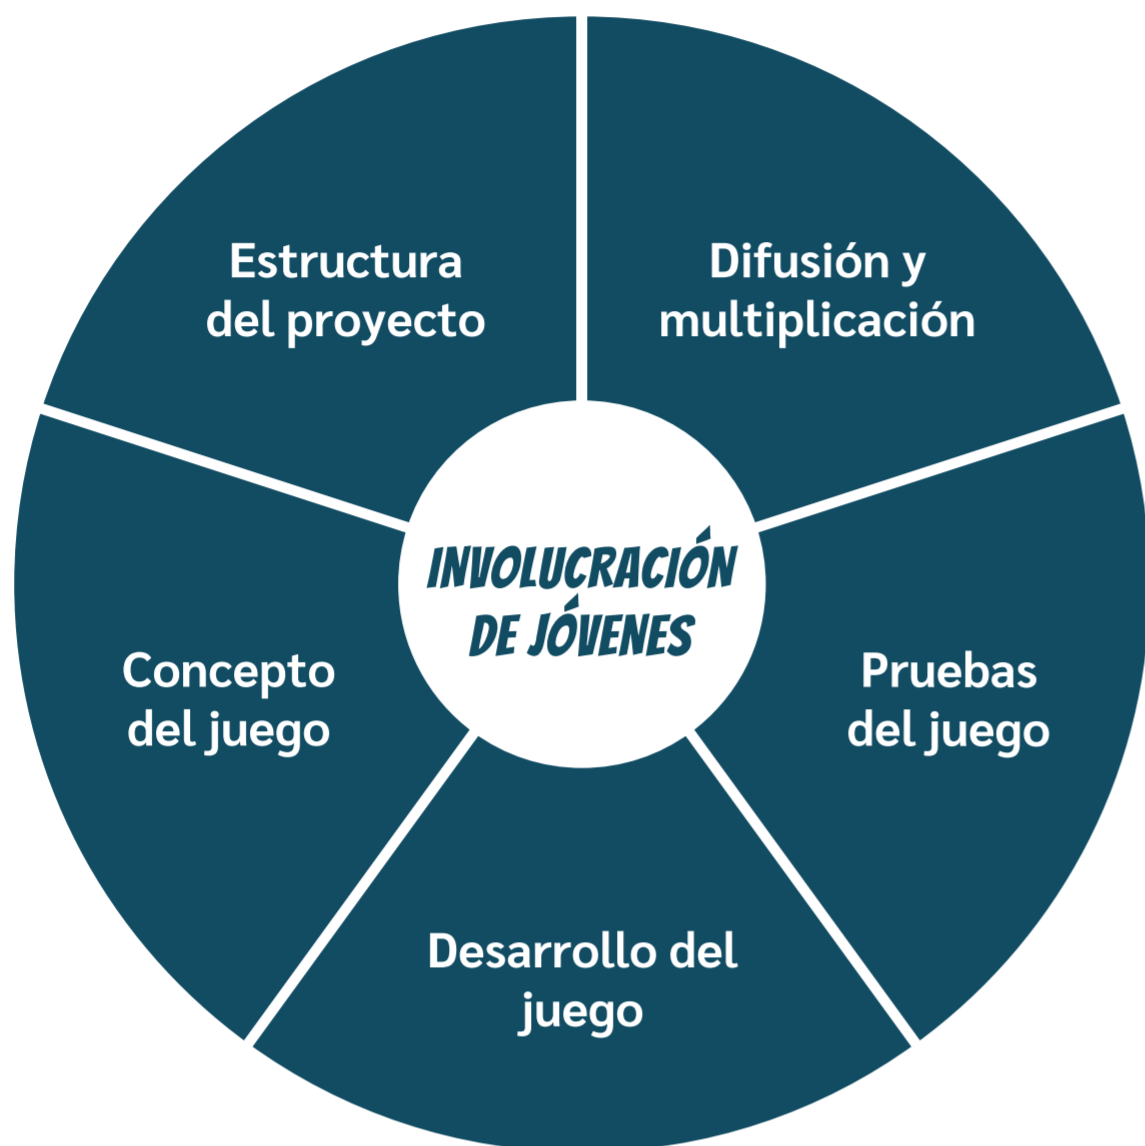 Estructura
del proyecto
Difusión y
multiplicación
INVOLUCRACIÓN
DE JÓVENES
Concepto
del juego
Pruebas
del juego
Desarrollo del
juego